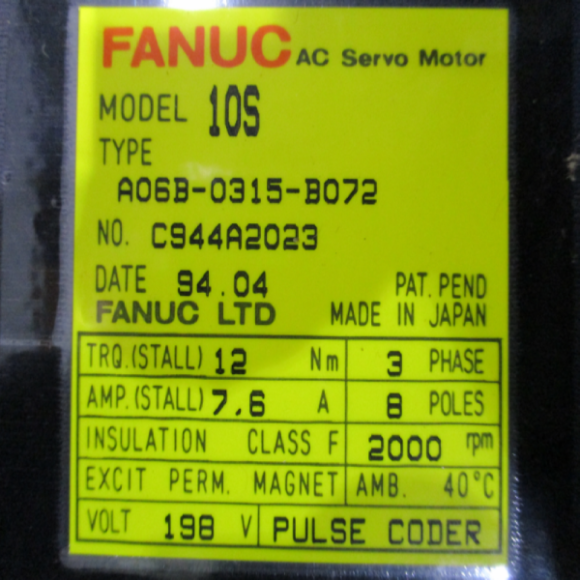 FANUC AC Servo Motor
MODEL 10S
TYPE
A06B-0315-B072
NO. C944A2023
DATE 94.04 PAT. PEND
FANUC LTD MADE IN JAPAN
TRQ.(STALL) 12 Nm 3 PHASE
AMP.(STALL) 7.6 A 8 POLES
INSULATION CLASS F 2000 rpm
EXCIT PERM. MAGNET AMB. 40°C
VOLT 198 V PULSE CODER